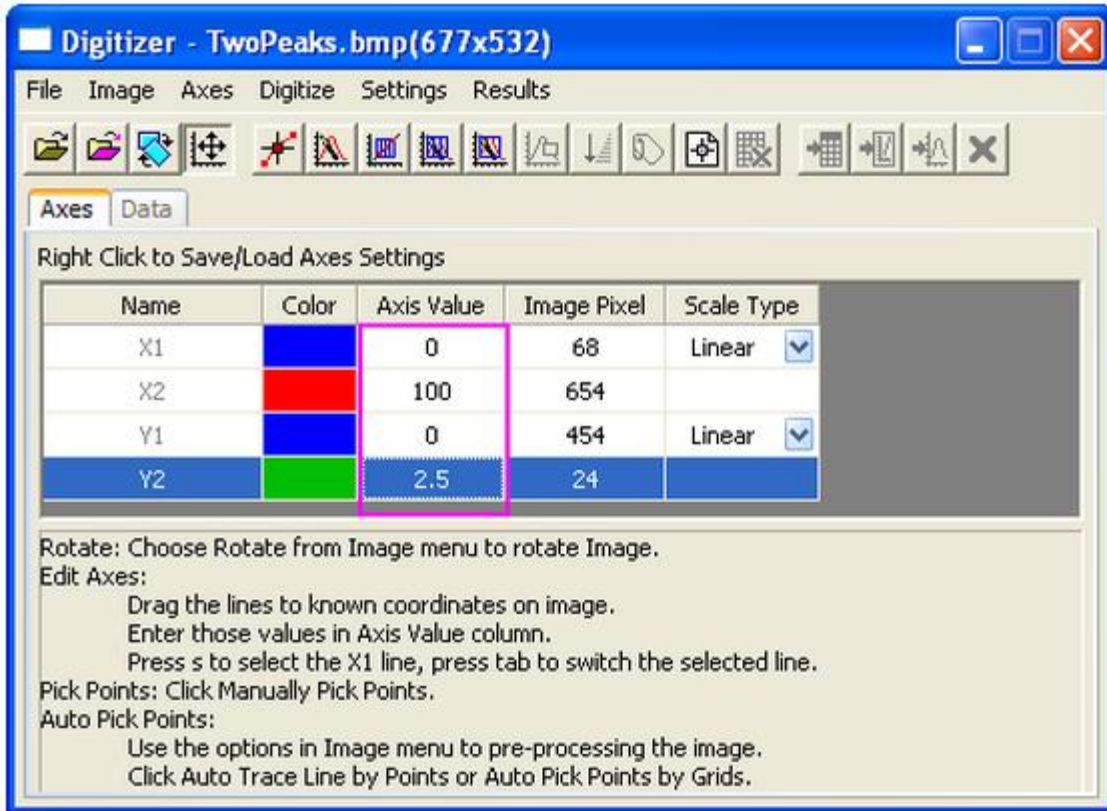 Digitizer - TwoPeaks.bmp(677x532)
File Image Axes Digitize Settings Results
Axes Data
Right Click to Save/Load Axes Settings
Name Color Axis Value Image Pixel Scale Type
X1 0 68 Linear
X2 100 654
Y1 0 454 Linear
Y2 2.5 24
Rotate: Choose Rotate from Image menu to rotate Image.
Edit Axes:
Drag the lines to known coordinates on image.
Enter those values in Axis Value column.
Press s to select the X1 line, press tab to switch the selected line.
Pick Points: Click Manually Pick Points.
Auto Pick Points:
Use the options in Image menu to pre-processing the image.
Click Auto Trace Line by Points or Auto Pick Points by Grids.